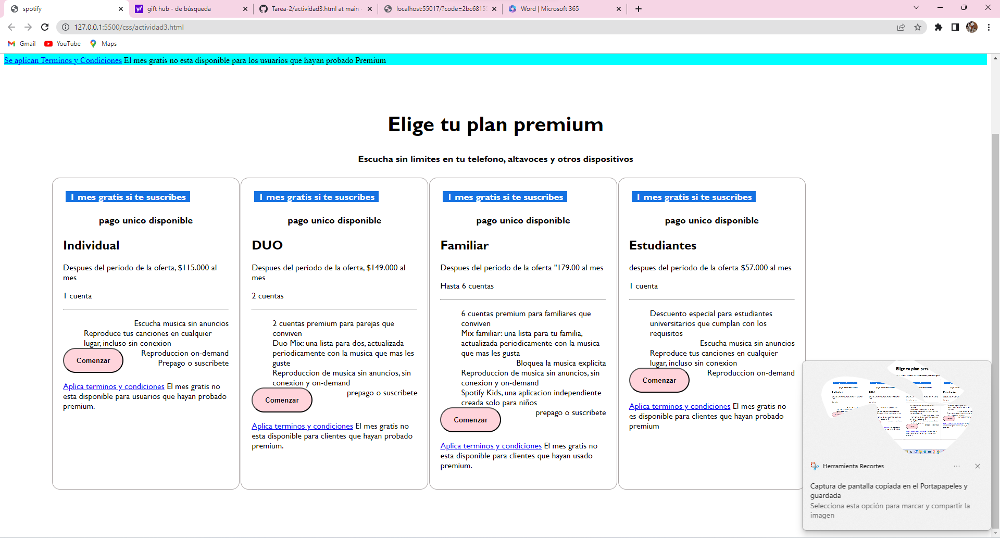 spotify
gift hub - de búsqueda
Tarea-2/actividad3.html at main
localhost:55017/?code=2bc6815
Word | Microsoft 365
127.0.0.1:5500/css/actividad3.html
Gmail
YouTube
Maps
Se aplican Terminos y Condiciones El mes gratis no esta disponible para los usuarios que hayan probado Premium
Elige tu plan premium
Escucha sin limites en tu telefono, altavoces y otros dispositivos
1 mes gratis si te suscribes
pago unico disponible
Individual
Despues del periodo de la oferta, $115.000 al
mes
1 cuenta
Escucha musica sin anuncios
Reproduce tus canciones en cualquier
lugar, incluso sin conexion
Reproduccion on-demand
Prepago o suscribete
Comenzar
Aplica terminos y condiciones El mes gratis no
esta disponible para usuarios que hayan probado
premium.
1 mes gratis si te suscribes
pago unico disponible
DUO
Despues del periodo de la oferta, $149.000 al
mes
2 cuentas
2 cuentas premium para parejas que
conviven
Duo Mix: una lista para dos, actualizada
periodicamente con la musica que mas les
guste
Reproduccion de musica sin anuncios, sin
conexion y on-demand
prepago o suscribete
Comenzar
Aplica terminos y condiciones El mes gratis no
esta disponible para clientes que hayan probado
premium.
1 mes gratis si te suscribes
pago unico disponible
Familiar
Despues del periodo de la oferta "179.00 al mes
Hasta 6 cuentas
6 cuentas premium para familiares que
conviven
Mix familiar: una lista para tu familia,
actualizada periodicamente con la musica
que mas les gusta
Bloquea la musica explicita
Reproduccion de musica sin anuncios, sin
conexion y on-demand
Spotify Kids, una aplicacion independiente
creada solo para niños
prepago o suscribete
Comenzar
Aplica terminos y condiciones El mes gratis no
esta disponible para clientes que hayan usado
premium.
1 mes gratis si te suscribes
pago unico disponible
Estudiantes
despues del periodo de la oferta $57.000 al mes
1 cuenta
Descuento especial para estudiantes
universitarios que cumplan con los
requisitos
Escucha musica sin anuncios
Reproduce tus canciones en cualquier
lugar, incluso sin conexion
Reproduccion on-demand
Comenzar
Aplica terminos y condiciones El mes gratis no
es disponible para clientes que hayan probado
premium
Elige tu plan prem
Herramienta Recortes
Captura de pantalla copiada en el Portapapeles y
guardada
Selecciona esta opción para marcar y compartir la
imagen